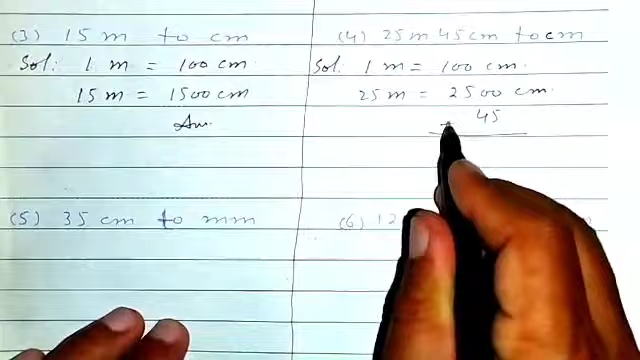 (3) 15 m to cm
Sol: 1 m = 100 cm.
15 m = 1500 cm
Ans.
(4) 25 m 45 cm to cm
Sol. 1 m = 100 cm.
25 m = 2500 cm.
+ 45
(5) 35 cm to mm
(6) 12